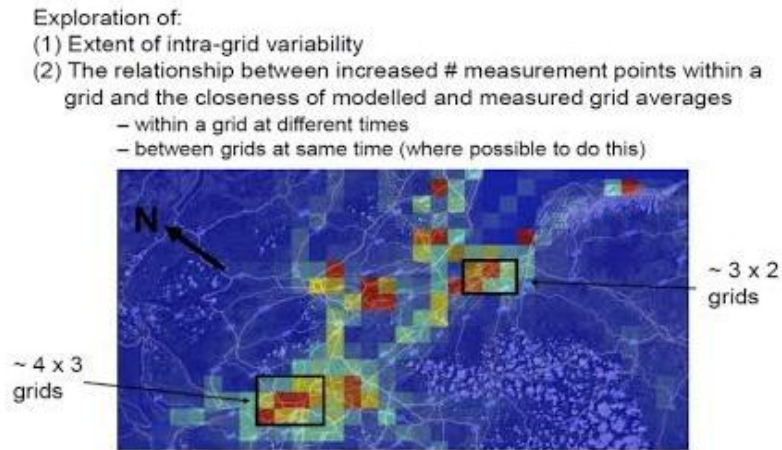 Exploration of:
(1) Extent of intra-grid variability
(2) The relationship between increased # measurement points within a
grid and the closeness of modelled and measured grid averages
– within a grid at different times
– between grids at same time (where possible to do this)
N
~ 3 x 2
grids
~ 4 x 3
grids